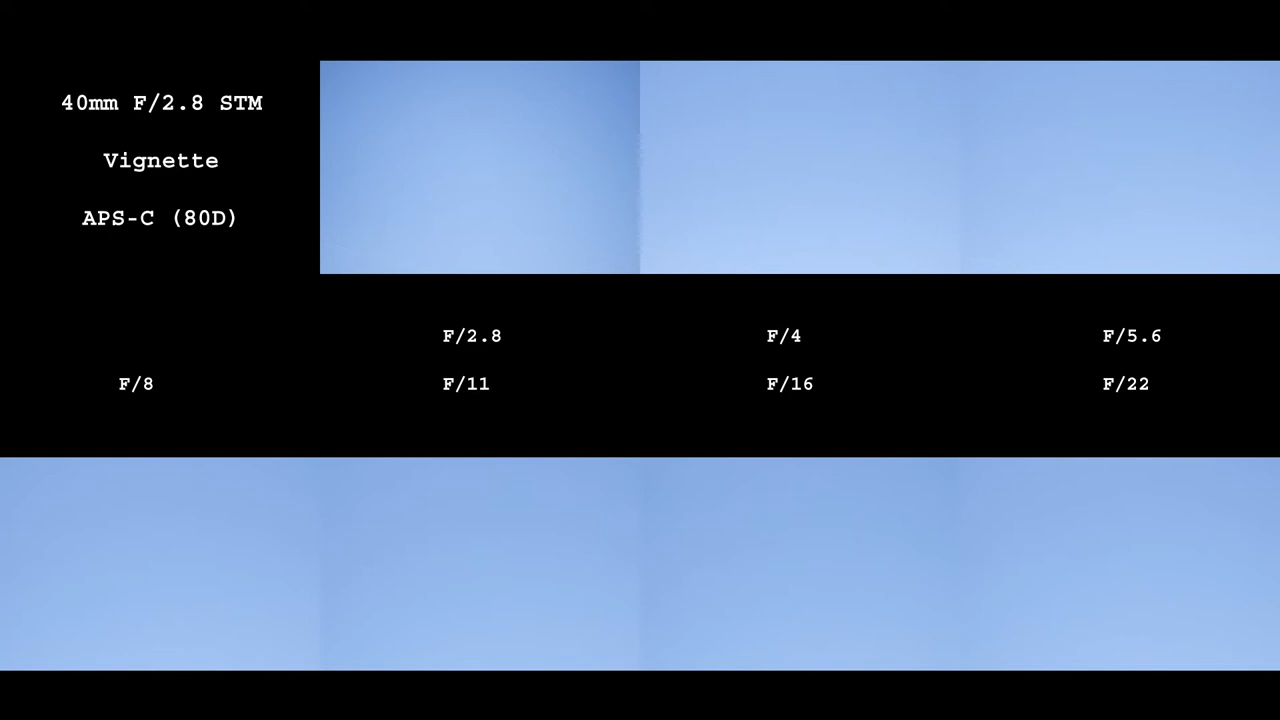 40mm F/2.8 STM
Vignette
APS-C (80D)
F/2.8 F/4 F/5.6
F/8 F/11 F/16 F/22